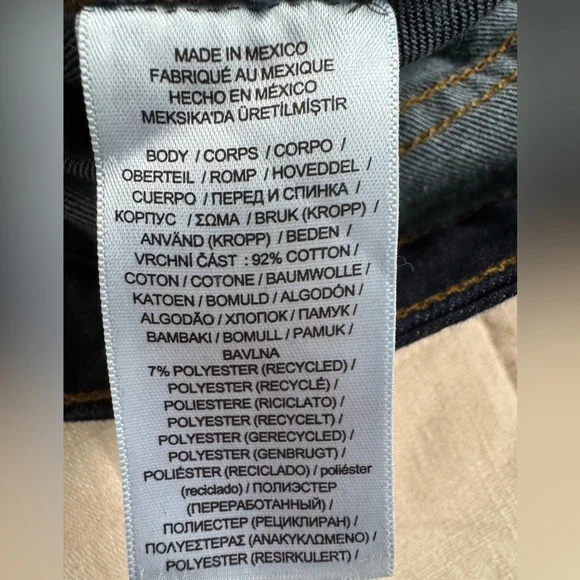 MADE IN MEXICO
FABRIQUÉ AU MEXIQUE
HECHO EN MÉXICO
MEKSIKA'DA ÜRETİLMİŞTİR
BODY / CORPS / CORPO /
OBERTEIL / ROMP / HOVEDDEL /
CUERPO / ПЕРЕД И СПИНКА /
КОРПУС / ΣΩΜΑ / BRUK (KROPP) /
ANVÄND (KROPP) / BEDEN /
VRCHNÍ ČÁST : 92% COTTON /
COTON / COTONE / BAUMWOLLE /
KATOEN / BOMULD / ALGODÓN /
ALGODÃO / ХЛОПОК / ПАМУК /
BAMBAKI / BOMULL / PAMUK /
BAVLNA
7% POLYESTER (RECYCLED) /
POLYESTER (RECYCLÉ) /
POLIESTERE (RICICLATO) /
POLYESTER (RECYCELT) /
POLYESTER (GERECYCLED) /
POLYESTER (GENBRUGT) /
POLIÉSTER (RECICLADO) / poliéster
(reciclado) / ПОЛИЭСТЕР
(ПЕРЕРАБОТАННЫЙ) /
ПОЛИЕСТЕР (РЕЦИКЛИРАН) /
ΠΟΛΥΕΣΤΕΡΑΣ (ΑΝΑΚΥΚΛΩΜΕΝΟ) /
POLYESTER (RESIRKULERT) /